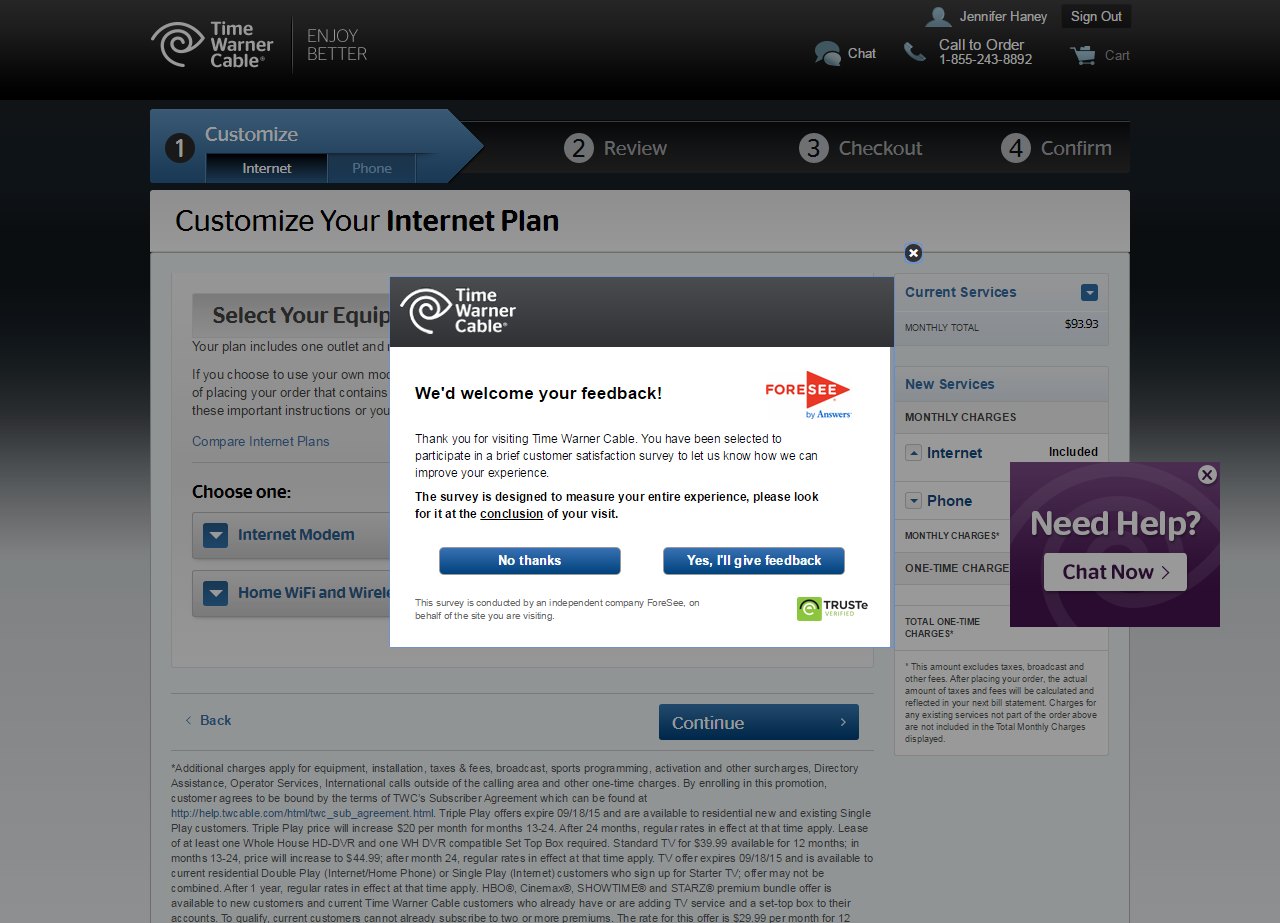 Time
Warner
Cable®
ENJOY
BETTER
Jennifer Haney
Sign Out
Chat
Call to Order
1-855-243-8892
Cart
1
Customize
Internet
Phone
2 Review
3 Checkout
4 Confirm
Customize Your Internet Plan
Select Your Equip
Your plan includes one outlet and
If you choose to use your own
of placing your order that contains
these important instructions or you
Compare Internet Plans
Choose one:
Internet Modem
Home WiFi and
Time
Warner
Cable®
We'd welcome your feedback!
FORESEE
by Answers
Thank you for visiting Time Warner Cable. You have been selected to
participate in a brief customer satisfaction survey to let us know how we can
improve your experience.
The survey is designed to measure your entire experience, please look
for it at the conclusion of your visit.
No thanks
Yes, I'll give feedback
This survey is conducted by an independent company ForeSee, on
behalf of the site you are visiting.
TRUSTe
VERIFIED
Current Services
MONTHLY TOTAL
$93.93
New Services
MONTHLY CHARGES
Internet
Included
Phone
MONTHLY CHARGES*
ONE-TIME CHARGE
TOTAL ONE-TIME
CHARGES*
* This amount excludes taxes, broadcast and
other fees. After placing your order, the actual
amount of taxes and fees will be calculated and
reflected in your next bill statement. Charges for
any existing services not part of the order above
are not included in the Total Monthly Charges
displayed.
Need Help?
Chat Now >
< Back
Continue >
*Additional charges apply for equipment, installation, taxes & fees, broadcast, sports programming, activation and other surcharges, Directory
Assistance, Operator Services, International calls outside of the calling area and other one-time charges. By enrolling in this promotion,
customer agrees to be bound by the terms of TWC's Subscriber Agreement which can be found at
http://help.twcable.com/html/twc_sub_agreement.html. Triple Play offers expire 09/18/15 and are available to residential new and existing Single
Play customers. Triple Play price will increase $20 per month for months 13-24. After 24 months, regular rates in effect at that time apply. Lease
of at least one Whole House HD-DVR and one WH DVR compatible Set Top Box required. Standard TV for $39.99 available for 12 months; in
months 13-24, price will increase to $44.99; after month 24, regular rates in effect at that time apply. TV offer expires 09/18/15 and is available to
current residential Double Play (Internet/Home Phone) or Single Play (Internet) customers who sign up for Starter TV; offer may not be
combined. After 1 year, regular rates in effect at that time apply. HBO®, Cinemax®, SHOWTIME® and STARZ® premium bundle offer is
available to new customers and current Time Warner Cable customers who already have or are adding TV service and a set-top box to their
accounts. To qualify, current customers cannot already subscribe to two or more premiums. The rate for this offer is $29.99 per month for 12